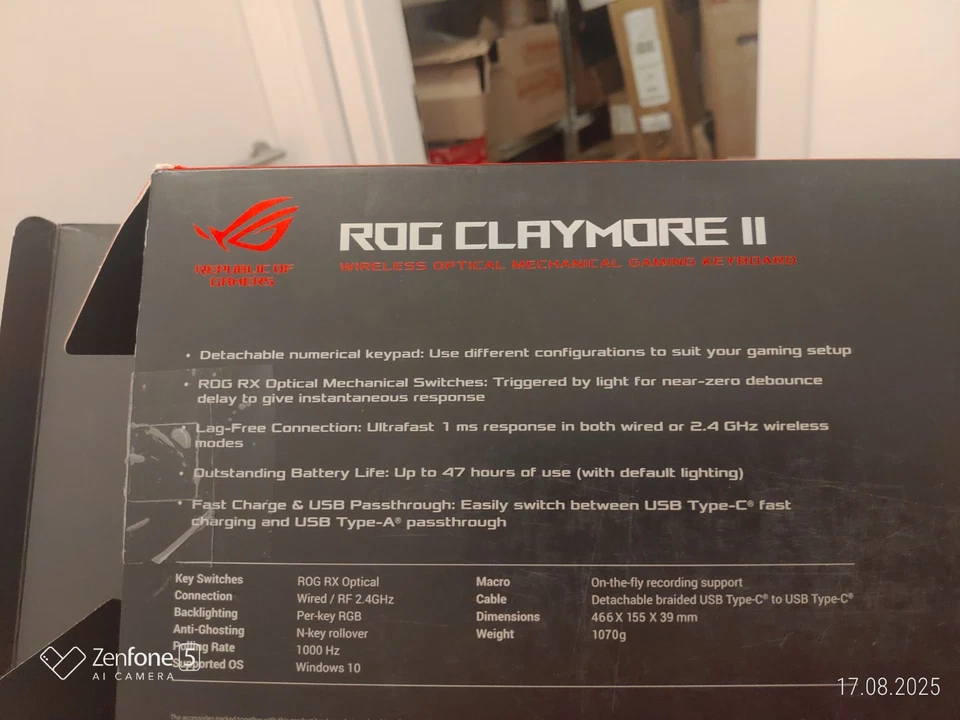 ROG CLAYMORE II
REPUBLIC OF
GAMERS
WIRELESS OPTICAL MECHANICAL GAMING KEYBOARD
• Detachable numerical keypad: Use different configurations to suit your gaming setup
• ROG RX Optical Mechanical Switches: Triggered by light for near-zero debounce
delay to give instantaneous response
• Lag-Free Connection: Ultrafast 1 ms response in both wired or 2.4 GHz wireless
modes
• Outstanding Battery Life: Up to 47 hours of use (with default lighting)
• Fast Charge & USB Passthrough: Easily switch between USB Type-C® fast
charging and USB Type-A® passthrough
Key Switches ROG RX Optical Macro On-the-fly recording support
Connection Wired / RF 2.4GHz Cable Detachable braided USB Type-C® to USB Type-C®
Backlighting Per-key RGB Dimensions 466 X 155 X 39 mm
Anti-Ghosting N-key rollover Weight 1070g
Polling Rate 1000 Hz
Supported OS Windows 10
Zenfone 5
AI CAMERA
17.08.2025